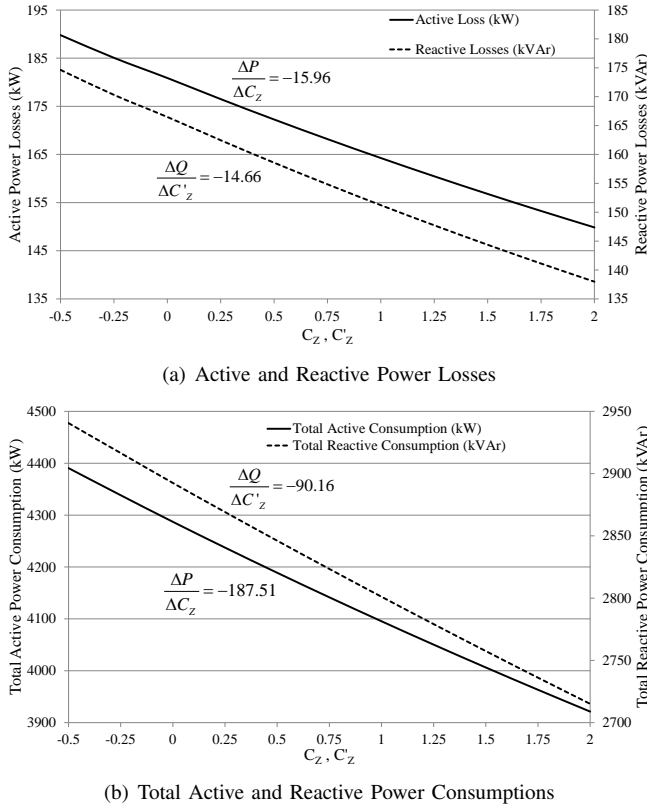 195
185
175
165
155
145
135
Active Power Losses (kW)
185
180
175
170
165
160
155
150
145
140
135
Reactive Power Losses (kVAr)
Active Loss (kW)
Reactive Losses (kVAr)
ΔP/ΔC_Z = −15.96
ΔQ/ΔC'_Z = −14.66
-0.5 -0.25 0 0.25 0.5 0.75 1 1.25 1.5 1.75 2
C_Z , C'_Z
(a) Active and Reactive Power Losses
4500
4400
4300
4200
4100
4000
3900
Total Active Power Consumption (kW)
2950
2900
2850
2800
2750
2700
Total Reactive Power Consumption (kVAr)
Total Active Consumption (kW)
Total Reactive Consumption (kVAr)
ΔQ/ΔC'_Z = −90.16
ΔP/ΔC_Z = −187.51
-0.5 -0.25 0 0.25 0.5 0.75 1 1.25 1.5 1.75 2
C_Z , C'_Z
(b) Total Active and Reactive Power Consumptions